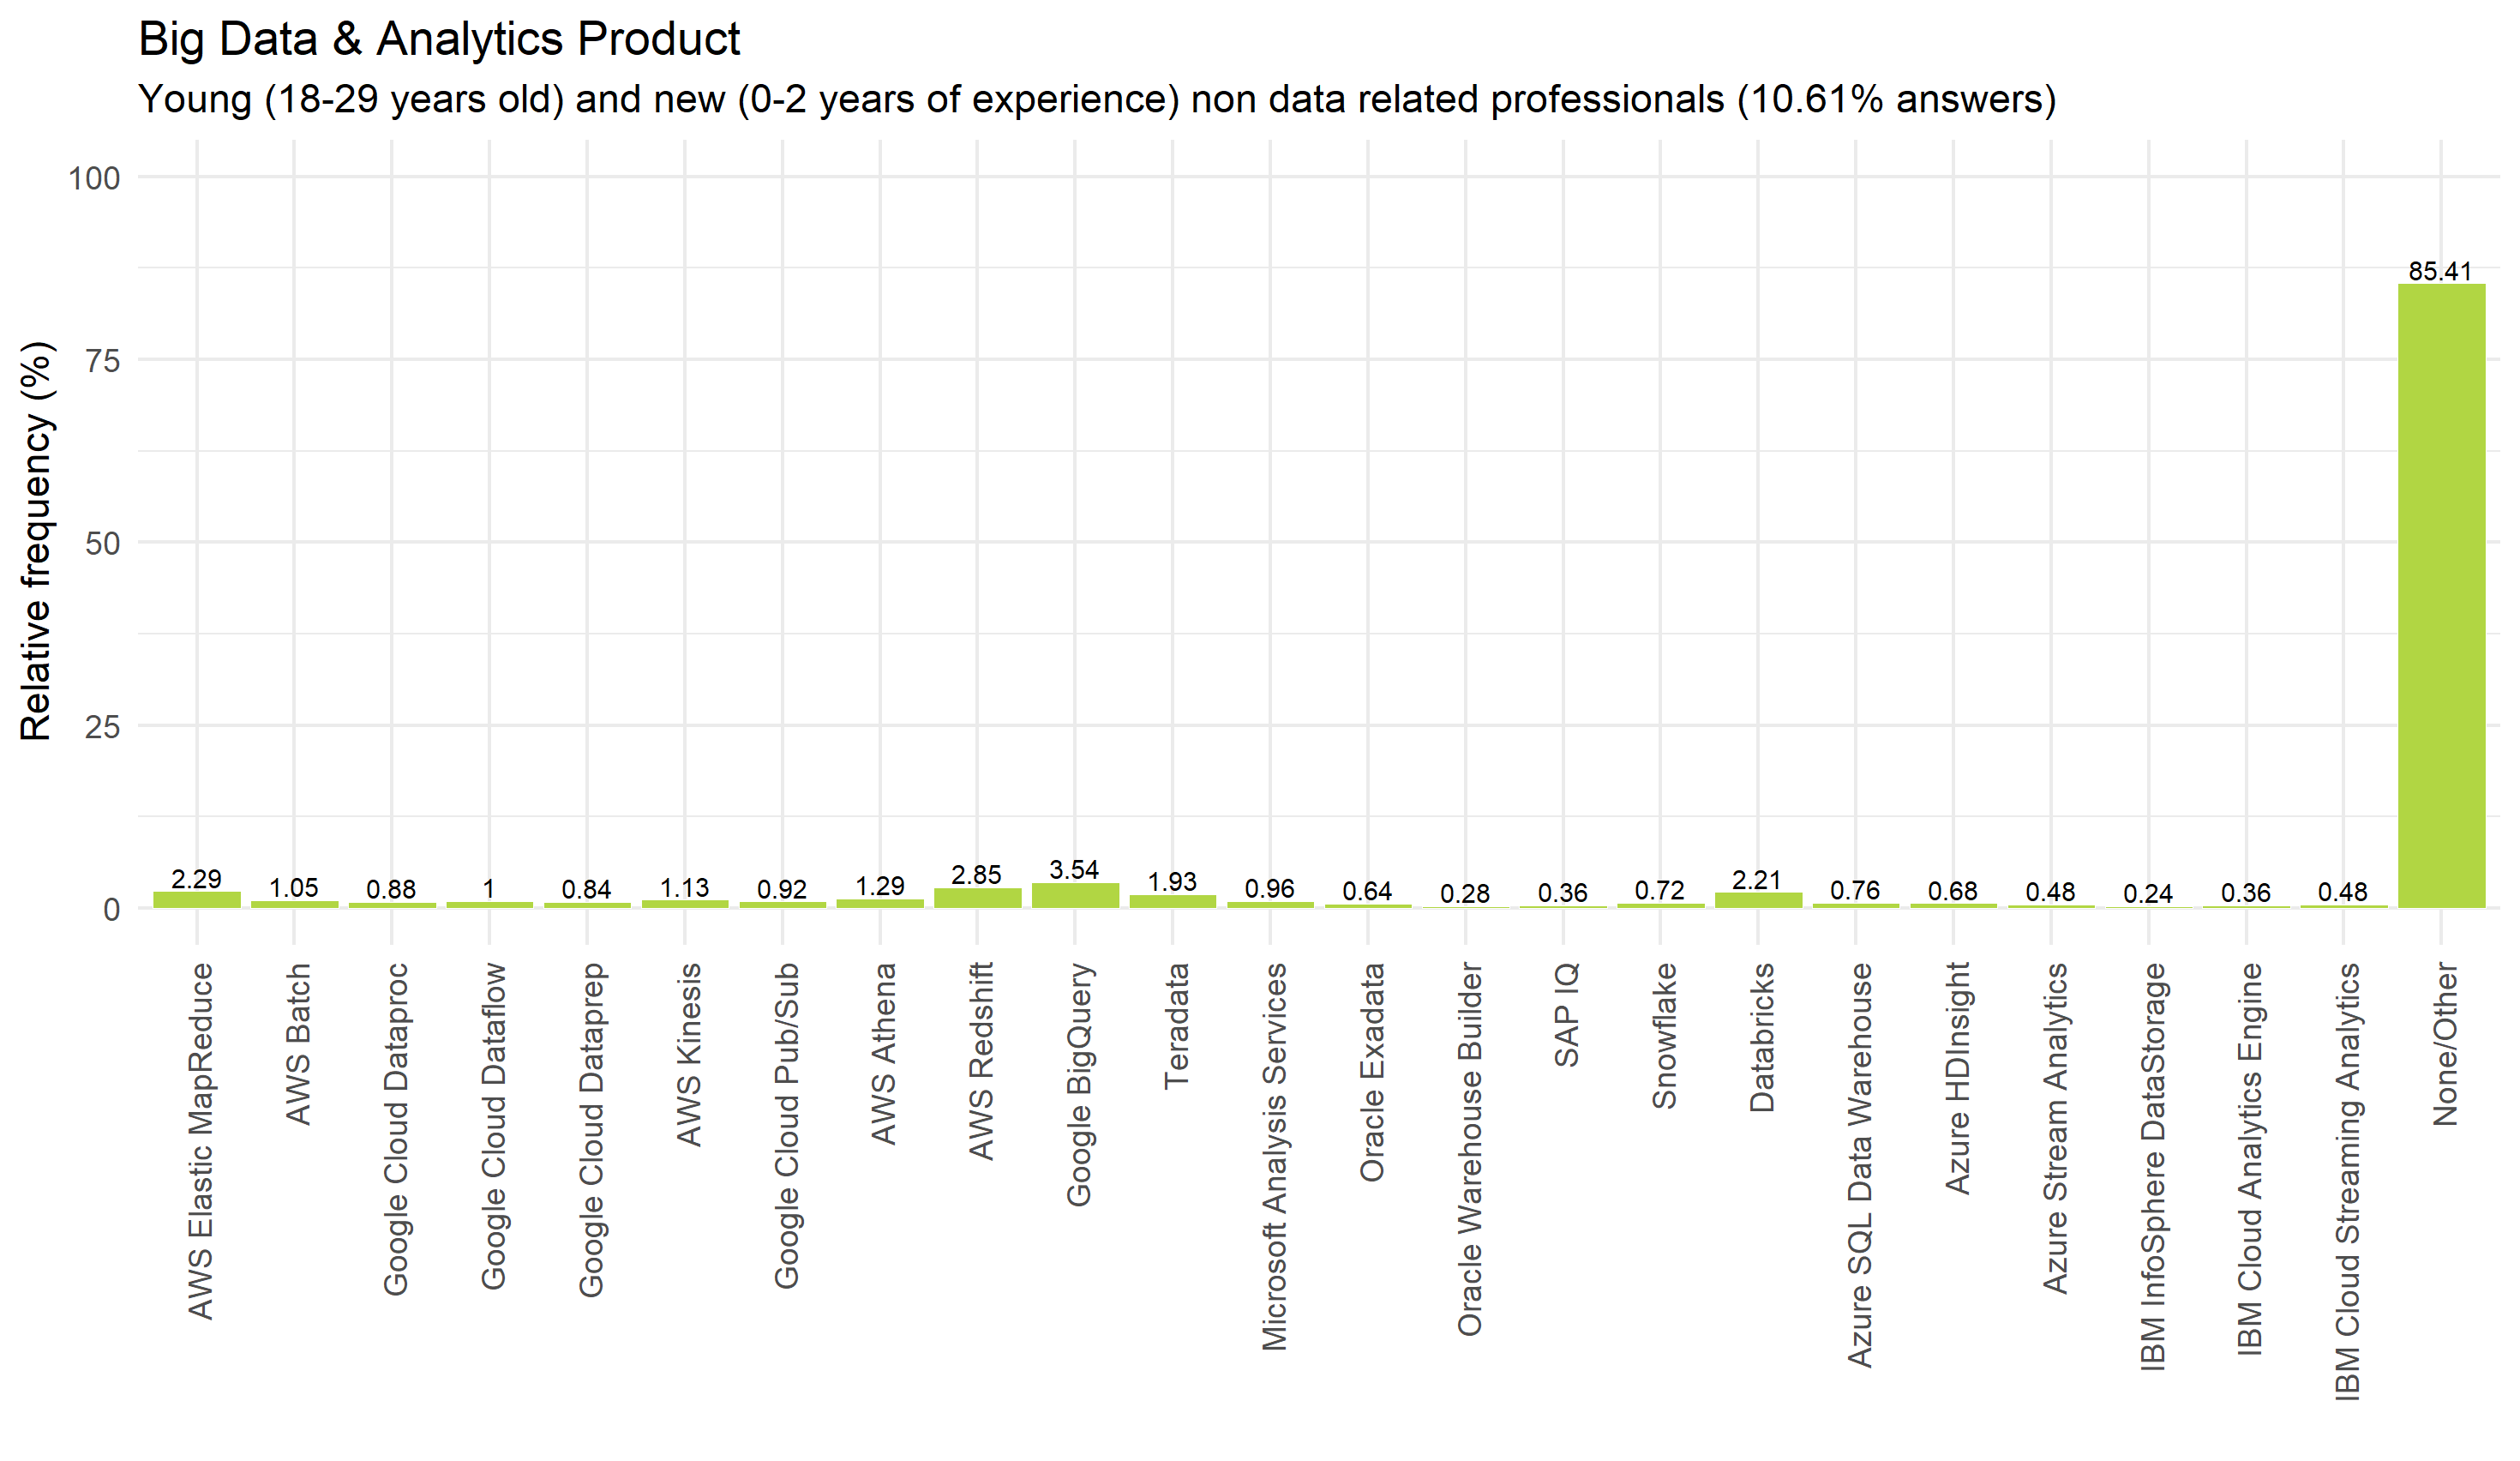 Big Data & Analytics Product
Young (18-29 years old) and new (0-2 years of experience) non data related professionals (10.61% answers)
Relative frequency (%)
100
75
50
25
0
2.29
1.05
0.88
1
0.84
1.13
0.92
1.29
2.85
3.54
1.93
0.96
0.64
0.28
0.36
0.72
2.21
0.76
0.68
0.48
0.24
0.36
0.48
85.41
AWS Elastic MapReduce
AWS Batch
Google Cloud Dataproc
Google Cloud Dataflow
Google Cloud Dataprep
AWS Kinesis
Google Cloud Pub/Sub
AWS Athena
AWS Redshift
Google BigQuery
Teradata
Microsoft Analysis Services
Oracle Exadata
Oracle Warehouse Builder
SAP IQ
Snowflake
Databricks
Azure SQL Data Warehouse
Azure HDInsight
Azure Stream Analytics
IBM InfoSphere DataStorage
IBM Cloud Analytics Engine
IBM Cloud Streaming Analytics
None/Other